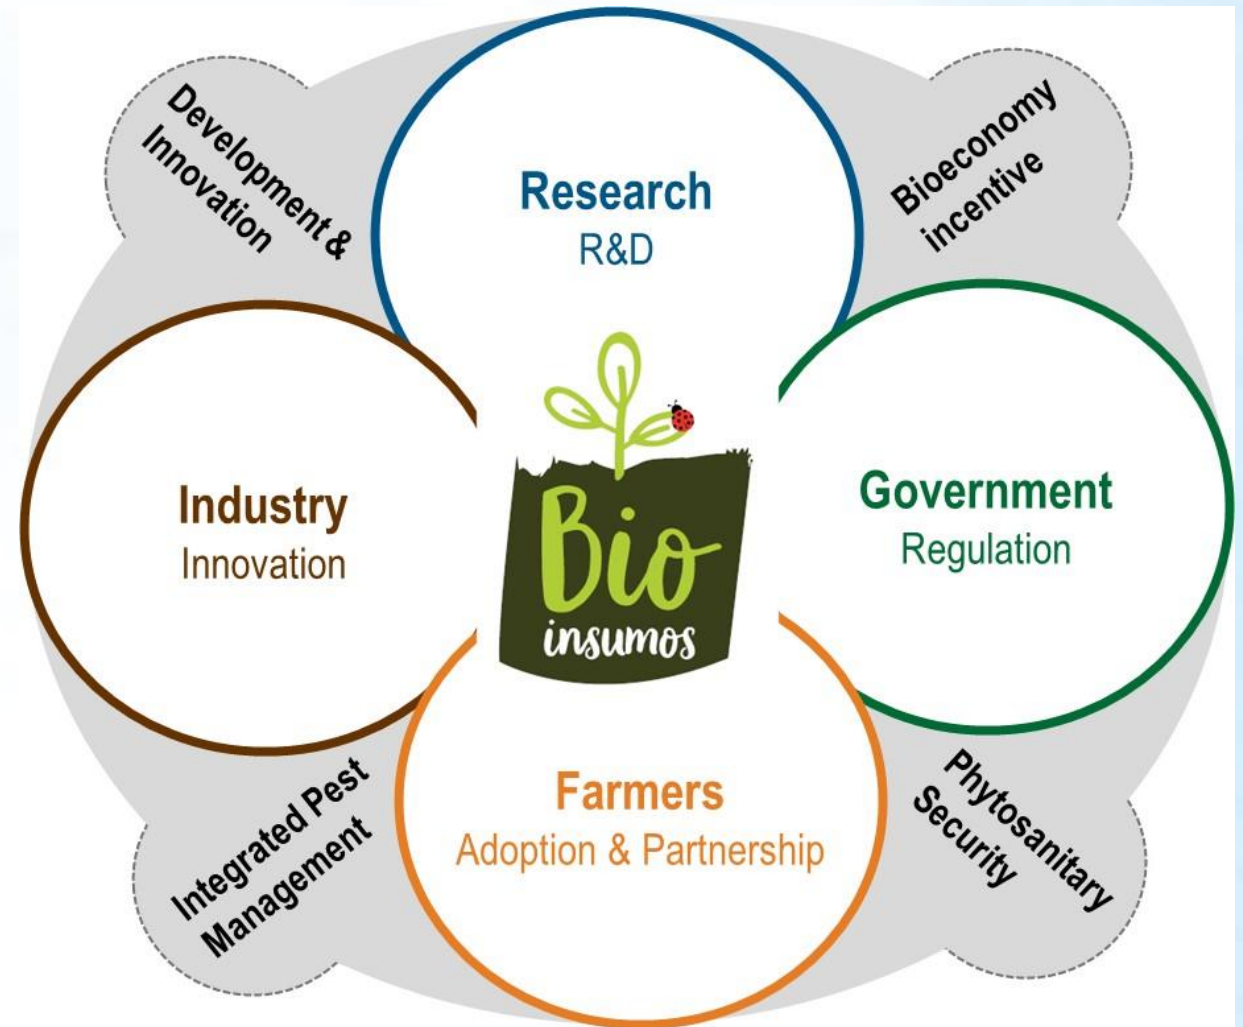 Development &
Innovation
Research
R&D
Bioeconomy
incentive
Industry
Innovation
Bio
insumos
Government
Regulation
Integrated Pest
Management
Farmers
Adoption & Partnership
Phytosanitary
Security